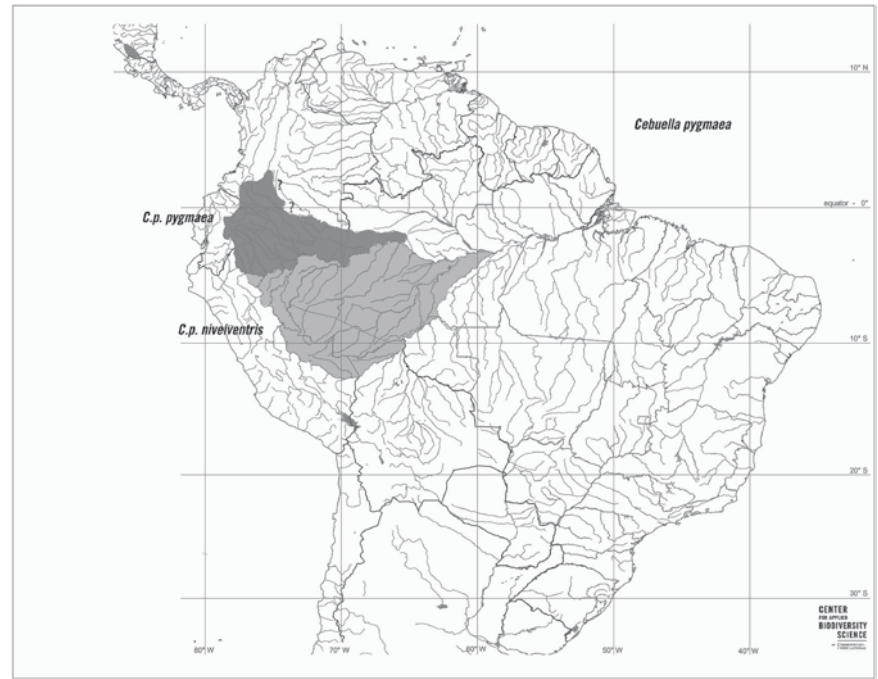 10° N
Cebuella pygmaea
equator - 0°
?
C.p. pygmaea
C.p. niveiventris
10° S
20° S
30° S
CENTER
FOR APPLIED
BIODIVERSITY
SCIENCE
80° W
70° W
60° W
50° W
40° W